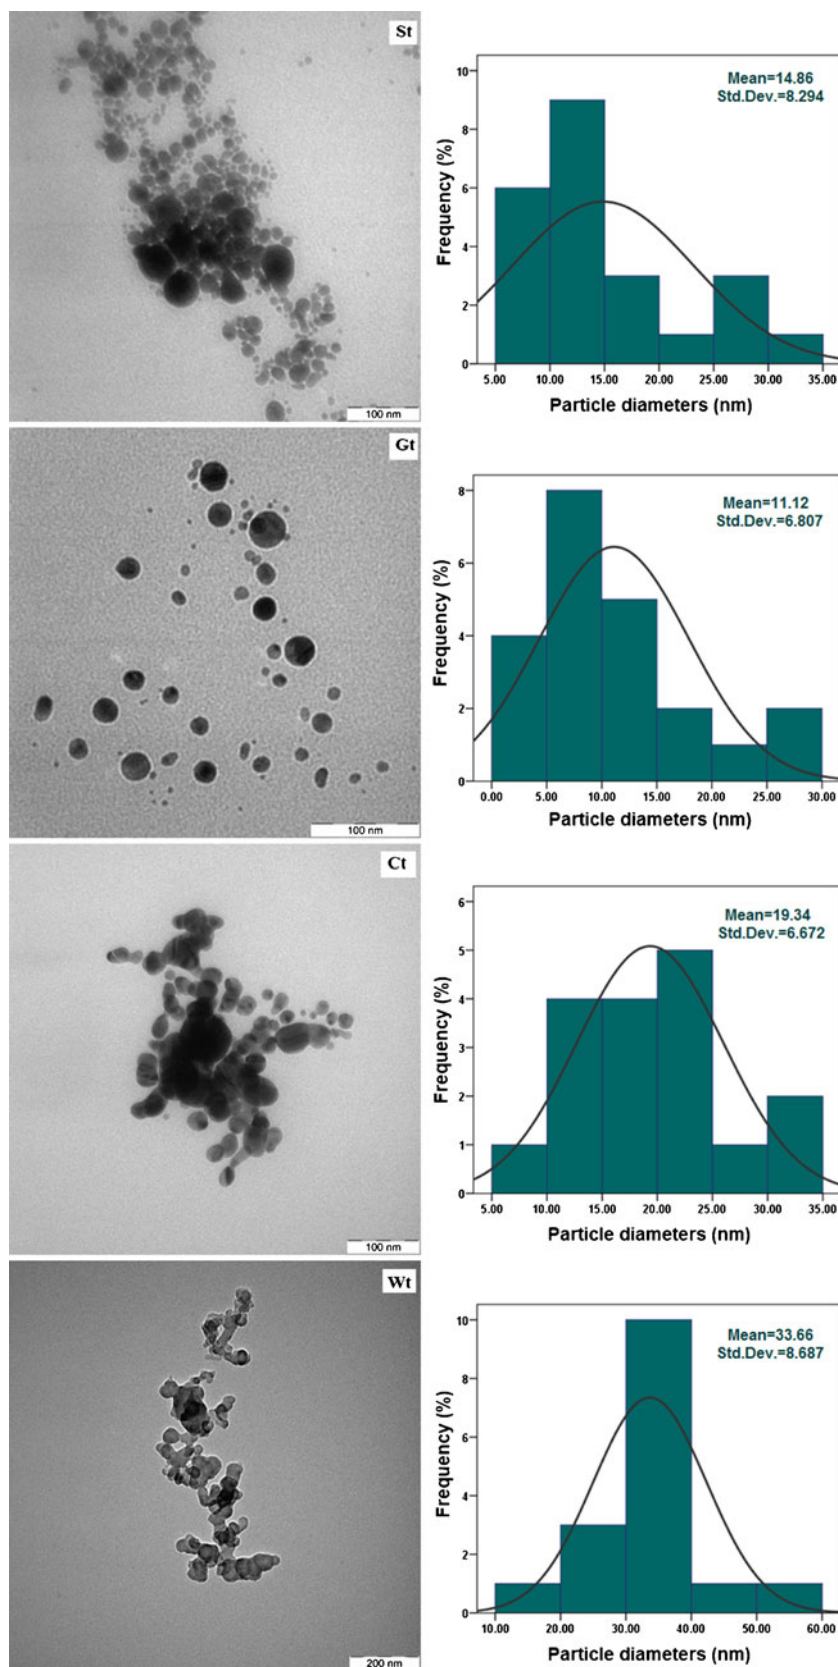 St
100 nm
Mean=14.86
Std.Dev.=8.294
Frequency (%)
10
8
6
4
2
0
5.00 10.00 15.00 20.00 25.00 30.00 35.00
Particle diameters (nm)
Gt
100 nm
Mean=11.12
Std.Dev.=6.807
Frequency (%)
8
6
4
2
0
0.00 5.00 10.00 15.00 20.00 25.00 30.00
Particle diameters (nm)
Ct
100 nm
Mean=19.34
Std.Dev.=6.672
Frequency (%)
6
5
4
3
2
1
0
5.00 10.00 15.00 20.00 25.00 30.00 35.00
Particle diameters (nm)
Wt
200 nm
Mean=33.66
Std.Dev.=8.687
Frequency (%)
10
8
6
4
2
0
10.00 20.00 30.00 40.00 50.00 60.00
Particle diameters (nm)